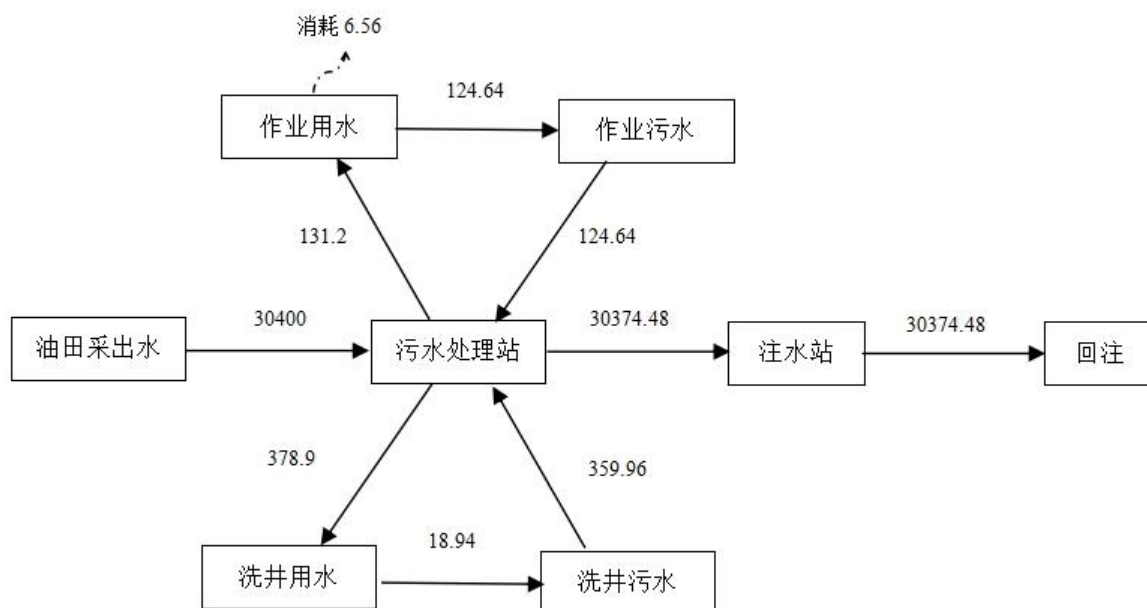 消耗 6.56
124.64
作业用水
作业污水
131.2
124.64
30400
30374.48
30374.48
油田采出水
污水处理站
注水站
回注
378.9
359.96
18.94
洗井用水
洗井污水